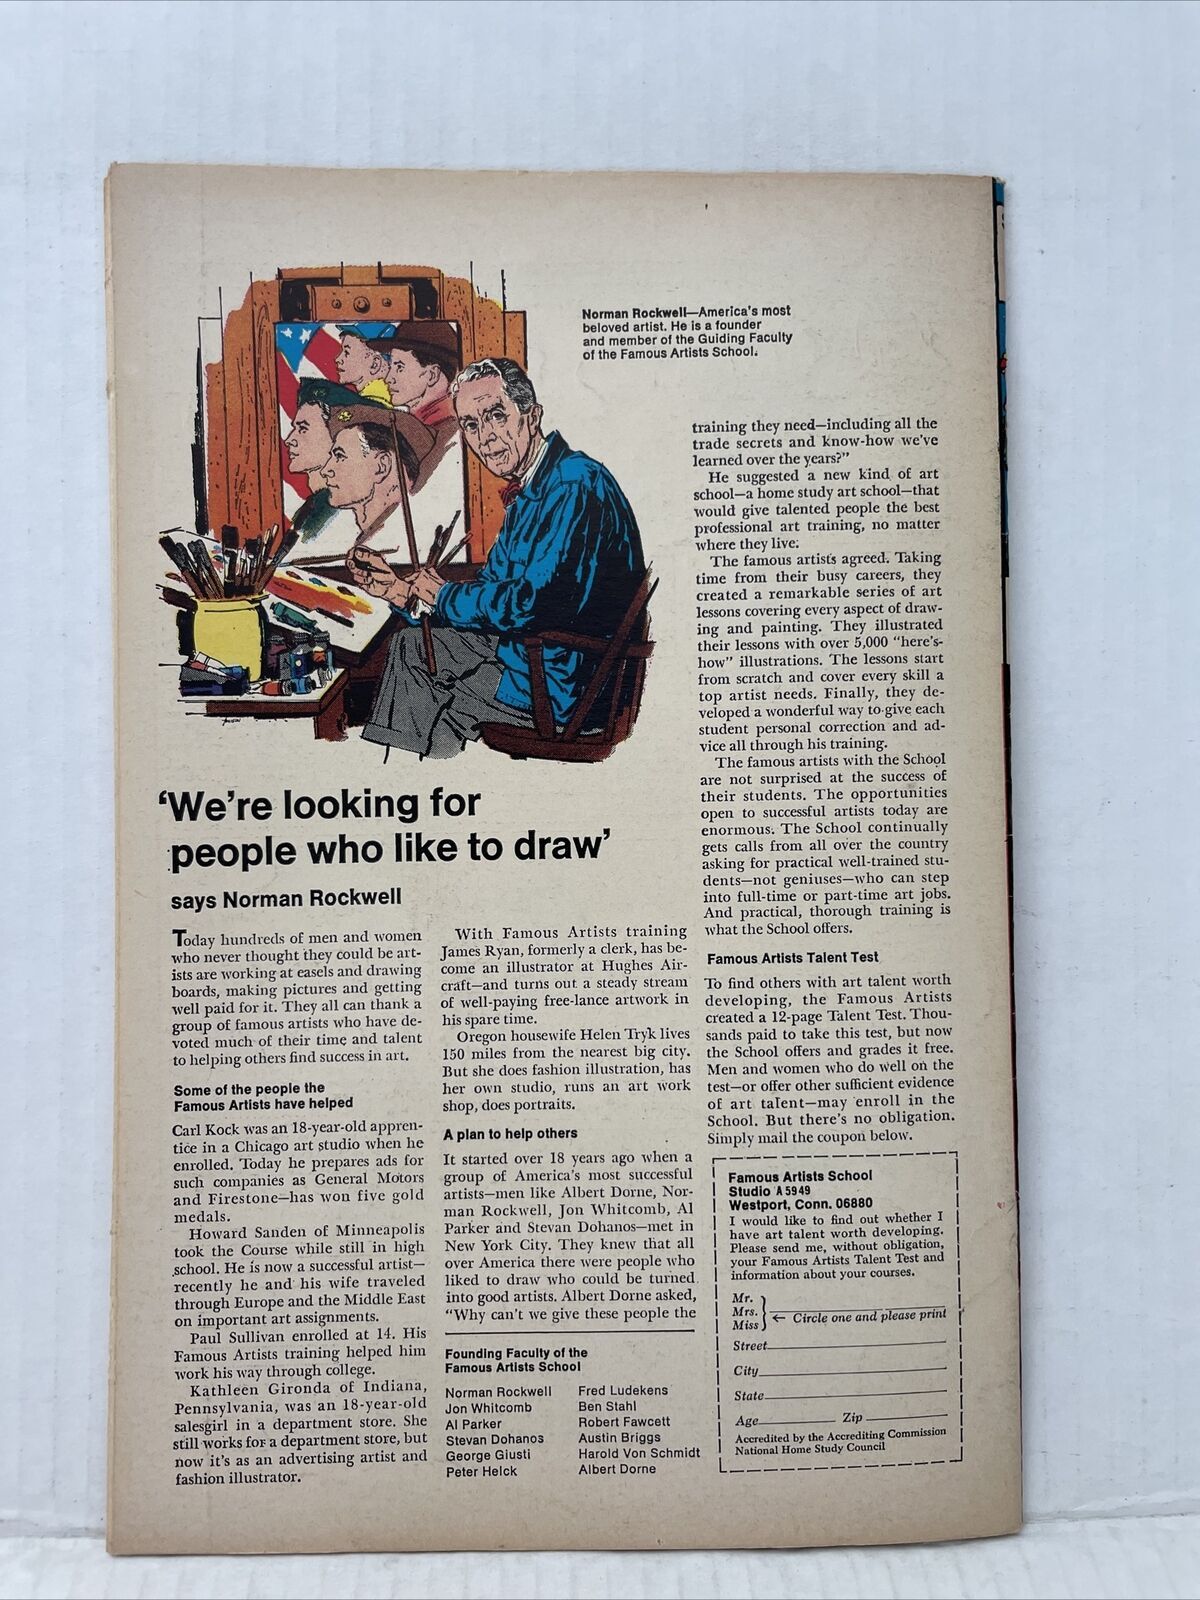 Norman Rockwell—America's most
beloved artist. He is a founder
and member of the Guiding Faculty
of the Famous Artists School.
'We're looking for
people who like to draw'
says Norman Rockwell
Today hundreds of men and women
who never thought they could be art-
ists are working at easels and drawing
boards, making pictures and getting
well paid for it. They all can thank a
group of famous artists who have de-
voted much of their time and talent
to helping others find success in art.
Some of the people the
Famous Artists have helped
Carl Kock was an 18-year-old appren-
tice in a Chicago art studio when he
enrolled. Today he prepares ads for
such companies as General Motors
and Firestone—has won five gold
medals.
Howard Sanden of Minneapolis
took the Course while still in high
school. He is now a successful artist—
recently he and his wife traveled
through Europe and the Middle East
on important art assignments.
Paul Sullivan enrolled at 14. His
Famous Artists training helped him
work his way through college.
Kathleen Gironda of Indiana,
Pennsylvania, was an 18-year-old
salesgirl in a department store. She
still works for a department store, but
now it's as an advertising artist and
fashion illustrator.
With Famous Artists training
James Ryan, formerly a clerk, has be-
come an illustrator at Hughes Air-
craft—and turns out a steady stream
of well-paying free-lance artwork in
his spare time.
Oregon housewife Helen Tryk lives
150 miles from the nearest big city.
But she does fashion illustration, has
her own studio, runs an art work
shop, does portraits.
A plan to help others
It started over 18 years ago when a
group of America's most successful
artists—men like Albert Dorne, Nor-
man Rockwell, Jon Whitcomb, Al
Parker and Stevan Dohanos—met in
New York City. They knew that all
over America there were people who
liked to draw who could be turned
into good artists. Albert Dorne asked,
"Why can't we give these people the
Founding Faculty of the
Famous Artists School
Norman Rockwell
Jon Whitcomb
Al Parker
Stevan Dohanos
George Giusti
Peter Helck
Fred Ludekens
Ben Stahl
Robert Fawcett
Austin Briggs
Harold Von Schmidt
Albert Dorne
training they need—including all the
trade secrets and know-how we've
learned over the years?"
He suggested a new kind of art
school—a home study art school—that
would give talented people the best
professional art training, no matter
where they live.
The famous artists agreed. Taking
time from their busy careers, they
created a remarkable series of art
lessons covering every aspect of draw-
ing and painting. They illustrated
their lessons with over 5,000 "here's-
how" illustrations. The lessons start
from scratch and cover every skill a
top artist needs. Finally, they de-
veloped a wonderful way to give each
student personal correction and ad-
vice all through his training.
The famous artists with the School
are not surprised at the success of
their students. The opportunities
open to successful artists today are
enormous. The School continually
gets calls from all over the country
asking for practical well-trained stu-
dents—not geniuses—who can step
into full-time or part-time art jobs.
And practical, thorough training is
what the School offers.
Famous Artists Talent Test
To find others with art talent worth
developing, the Famous Artists
created a 12-page Talent Test. Thou-
sands paid to take this test, but now
the School offers and grades it free.
Men and women who do well on the
test—or offer other sufficient evidence
of art talent—may enroll in the
School. But there's no obligation.
Simply mail the coupon below.
Famous Artists School
Studio A 5949
Westport, Conn. 06880
I would like to find out whether I
have art talent worth developing.
Please send me, without obligation,
your Famous Artists Talent Test and
information about your courses.
Mr.
Mrs.
Miss
← Circle one and please print
Street
City
State
Age Zip
Accredited by the Accrediting Commission
National Home Study Council